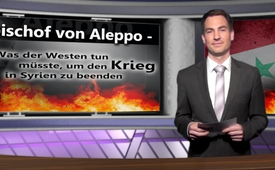 ischof von Aleppo -
Was der Westen tun
müsste, um den Krieg
in Syrien zu beenden